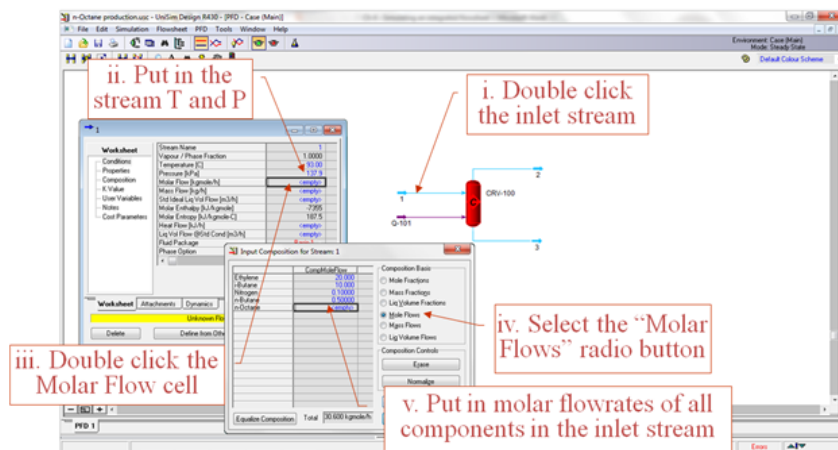 n-Octane production.usc - UniSim Design R430 - [PFD - Case (Main)]
File Edit Simulation Flowsheet PFD Tools Window Help
Environment: Case (Main)
Mode: Steady State
Default Colour Scheme
ii. Put in the
stream T and P
i. Double click
the inlet stream
1
Worksheet
Conditions
Properties
Composition
K Value
User Variables
Notes
Cost Parameters
Stream Name 1
Vapour / Phase Fraction 1.0000
Temperature [C] 93.00
Pressure [kPa] 137.9
Molar Flow [kgmole/h] <empty>
Mass Flow [kg/h] <empty>
Std Ideal Liq Vol Flow [m3/h] <empty>
Molar Enthalpy [kJ/kgmole] -7355
Molar Entropy [kJ/kgmole-C] 187.5
Heat Flow [kJ/h] <empty>
Liq Vol Flow @Std Cond [m3/h] <empty>
Fluid Package
Phase Option
Worksheet Attachments Dynamics
Unknown Flo
Delete Define from Oth
1
Q-101
CRV-100
2
3
Input Composition for Streams 1
CompMoleFlow
Ethylene 20.000
i-Butane 10.000
Nitrogen 0.10000
n-Butane 0.50000
n-Octane <empty>
Composition Basis
Mole Fractions
Mass Fractions
Liq Volume Fractions
Mole Flows
Mass Flows
Liq Volume Flows
Composition Controls
Erase
Normalize
Equalize Composition Total 30.600 kgmole/h
iii. Double click the
Molar Flow cell
iv. Select the “Molar
Flows” radio button
v. Put in molar flowrates of all
components in the inlet stream
PFD 1
Errors